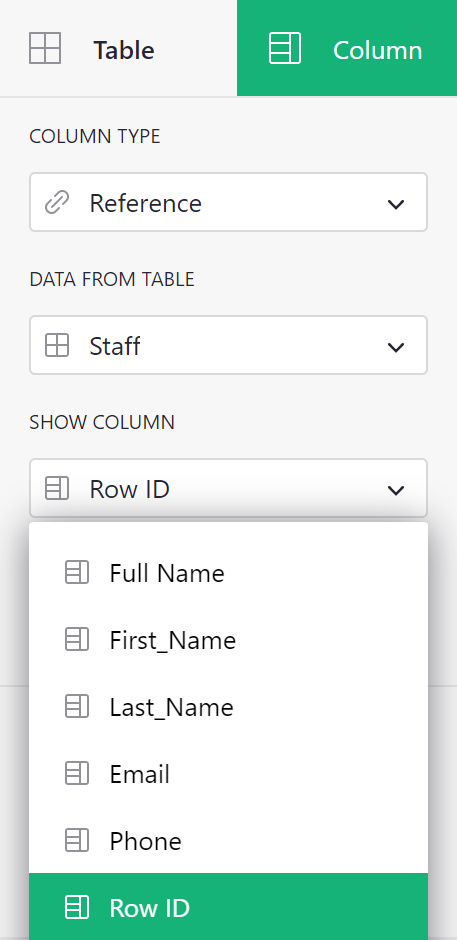 Table
Column
COLUMN TYPE
Reference
DATA FROM TABLE
Staff
SHOW COLUMN
Row ID
Full Name
First_Name
Last_Name
Email
Phone
Row ID